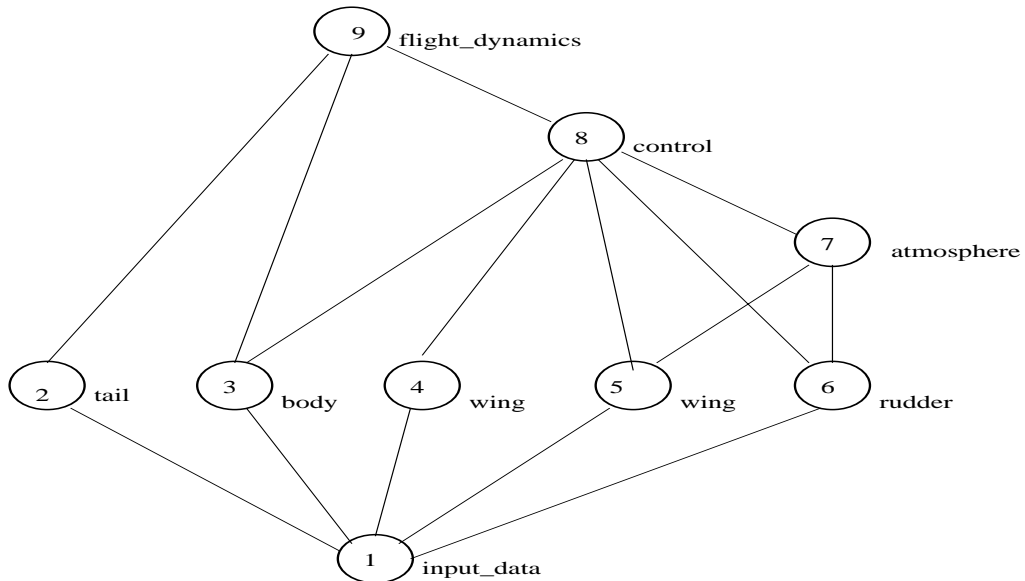 9
flight_dynamics
8
control
7
atmosphere
2
tail
3
body
4
wing
5
wing
6
rudder
1
input_data